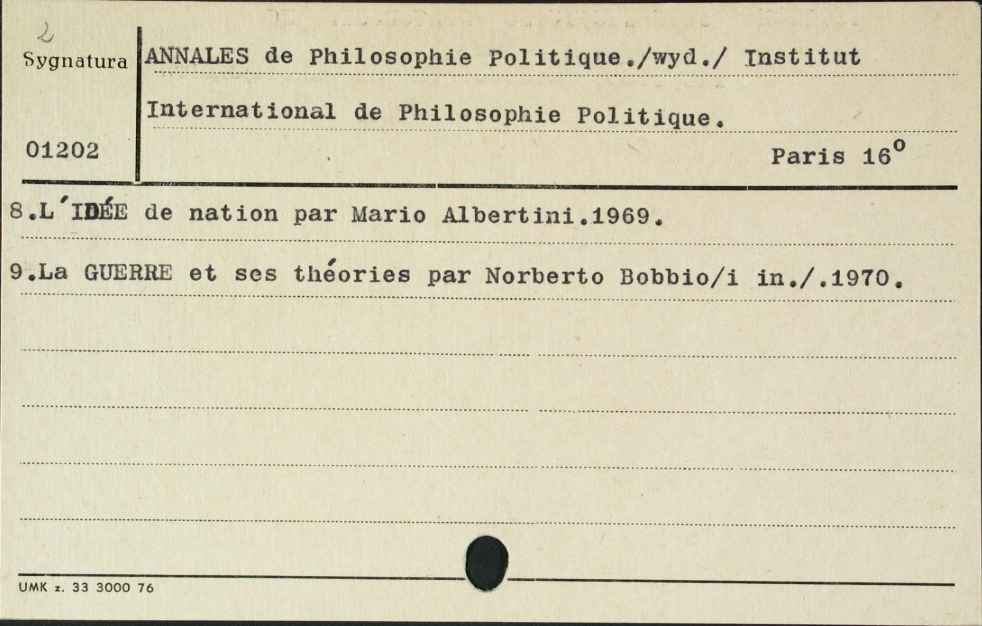 2
Sygnatura
ANNALES de Philosophie Politique./wyd./ Institut
International de Philosophie Politique.
01202
Paris 16º
8.L´IDÉE de nation par Mario Albertini.1969.
9.La GUERRE et ses théories par Norberto Bobbio/i in./.1970.
UMK z. 33 3000 76